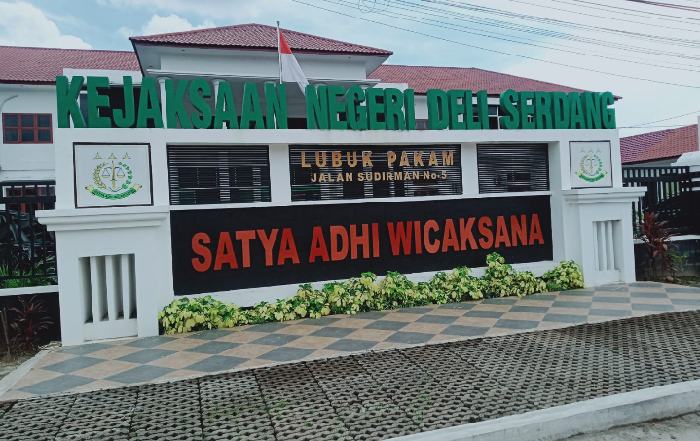 KEJAKSAAN NEGERI DELI SERDANG
LUBUK PAKAM
JALAN SUDIRMAN No-5
SATYA ADHI WICAKSANA